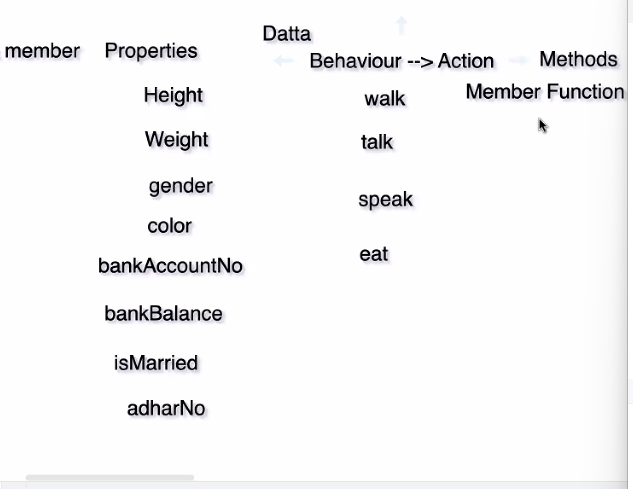 Datta
member Properties Behaviour --> Action Methods
Height walk Member Function
Weight talk
gender speak
color
bankAccountNo eat
bankBalance
isMarried
adharNo